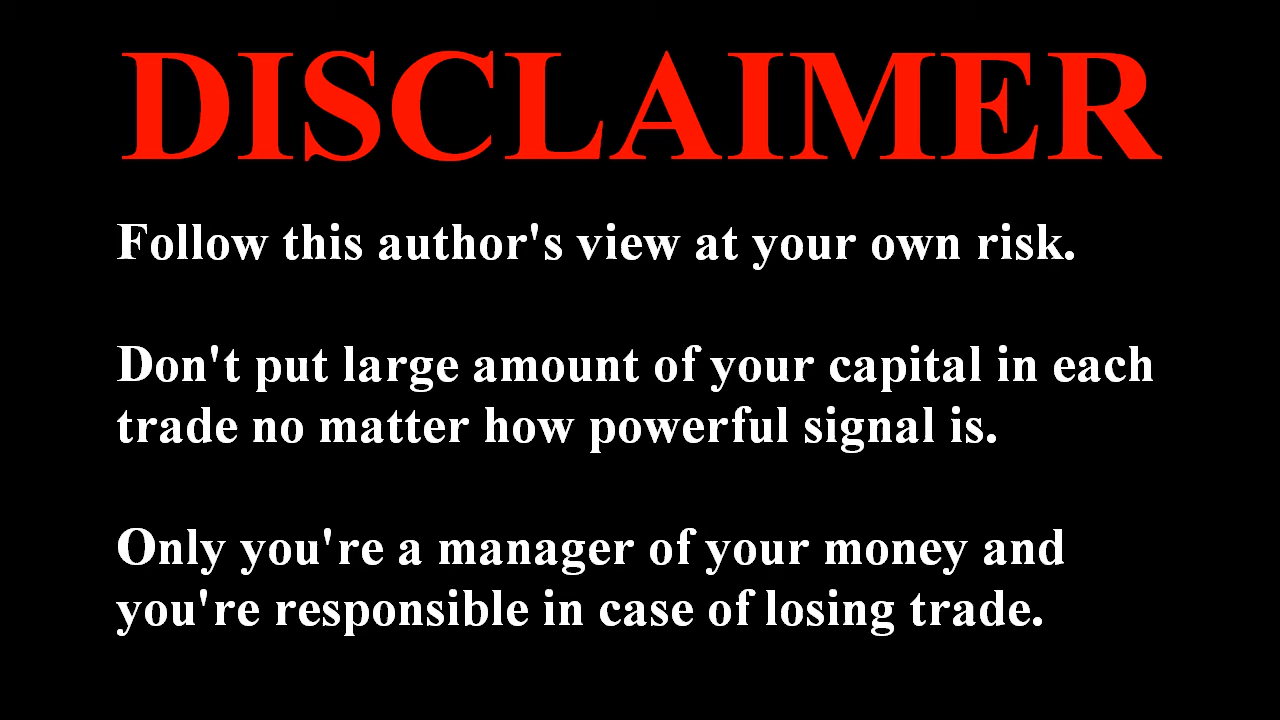 DISCLAIMER
Follow this author's view at your own risk.
Don't put large amount of your capital in each
trade no matter how powerful signal is.
Only you're a manager of your money and
you're responsible in case of losing trade.